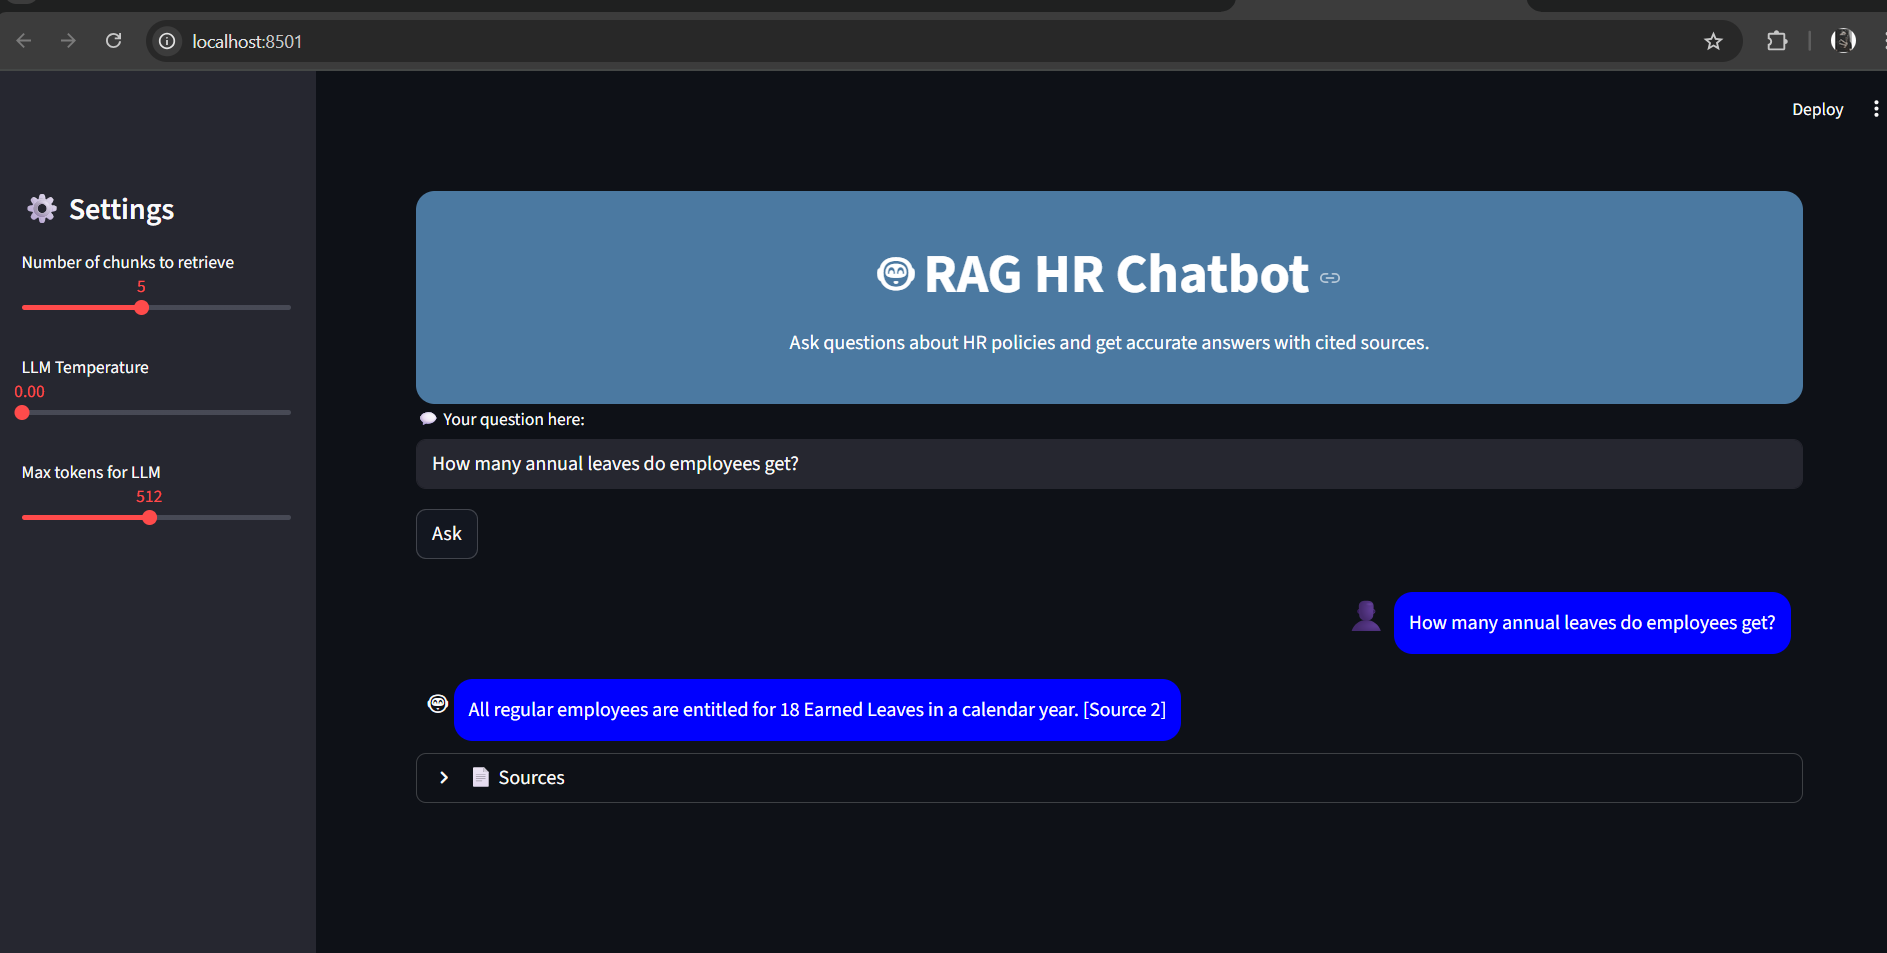 localhost:8501
Deploy
Settings
Number of chunks to retrieve
5
LLM Temperature
0.00
Max tokens for LLM
512
RAG HR Chatbot
Ask questions about HR policies and get accurate answers with cited sources.
Your question here:
How many annual leaves do employees get?
Ask
How many annual leaves do employees get?
All regular employees are entitled for 18 Earned Leaves in a calendar year. [Source 2]
Sources